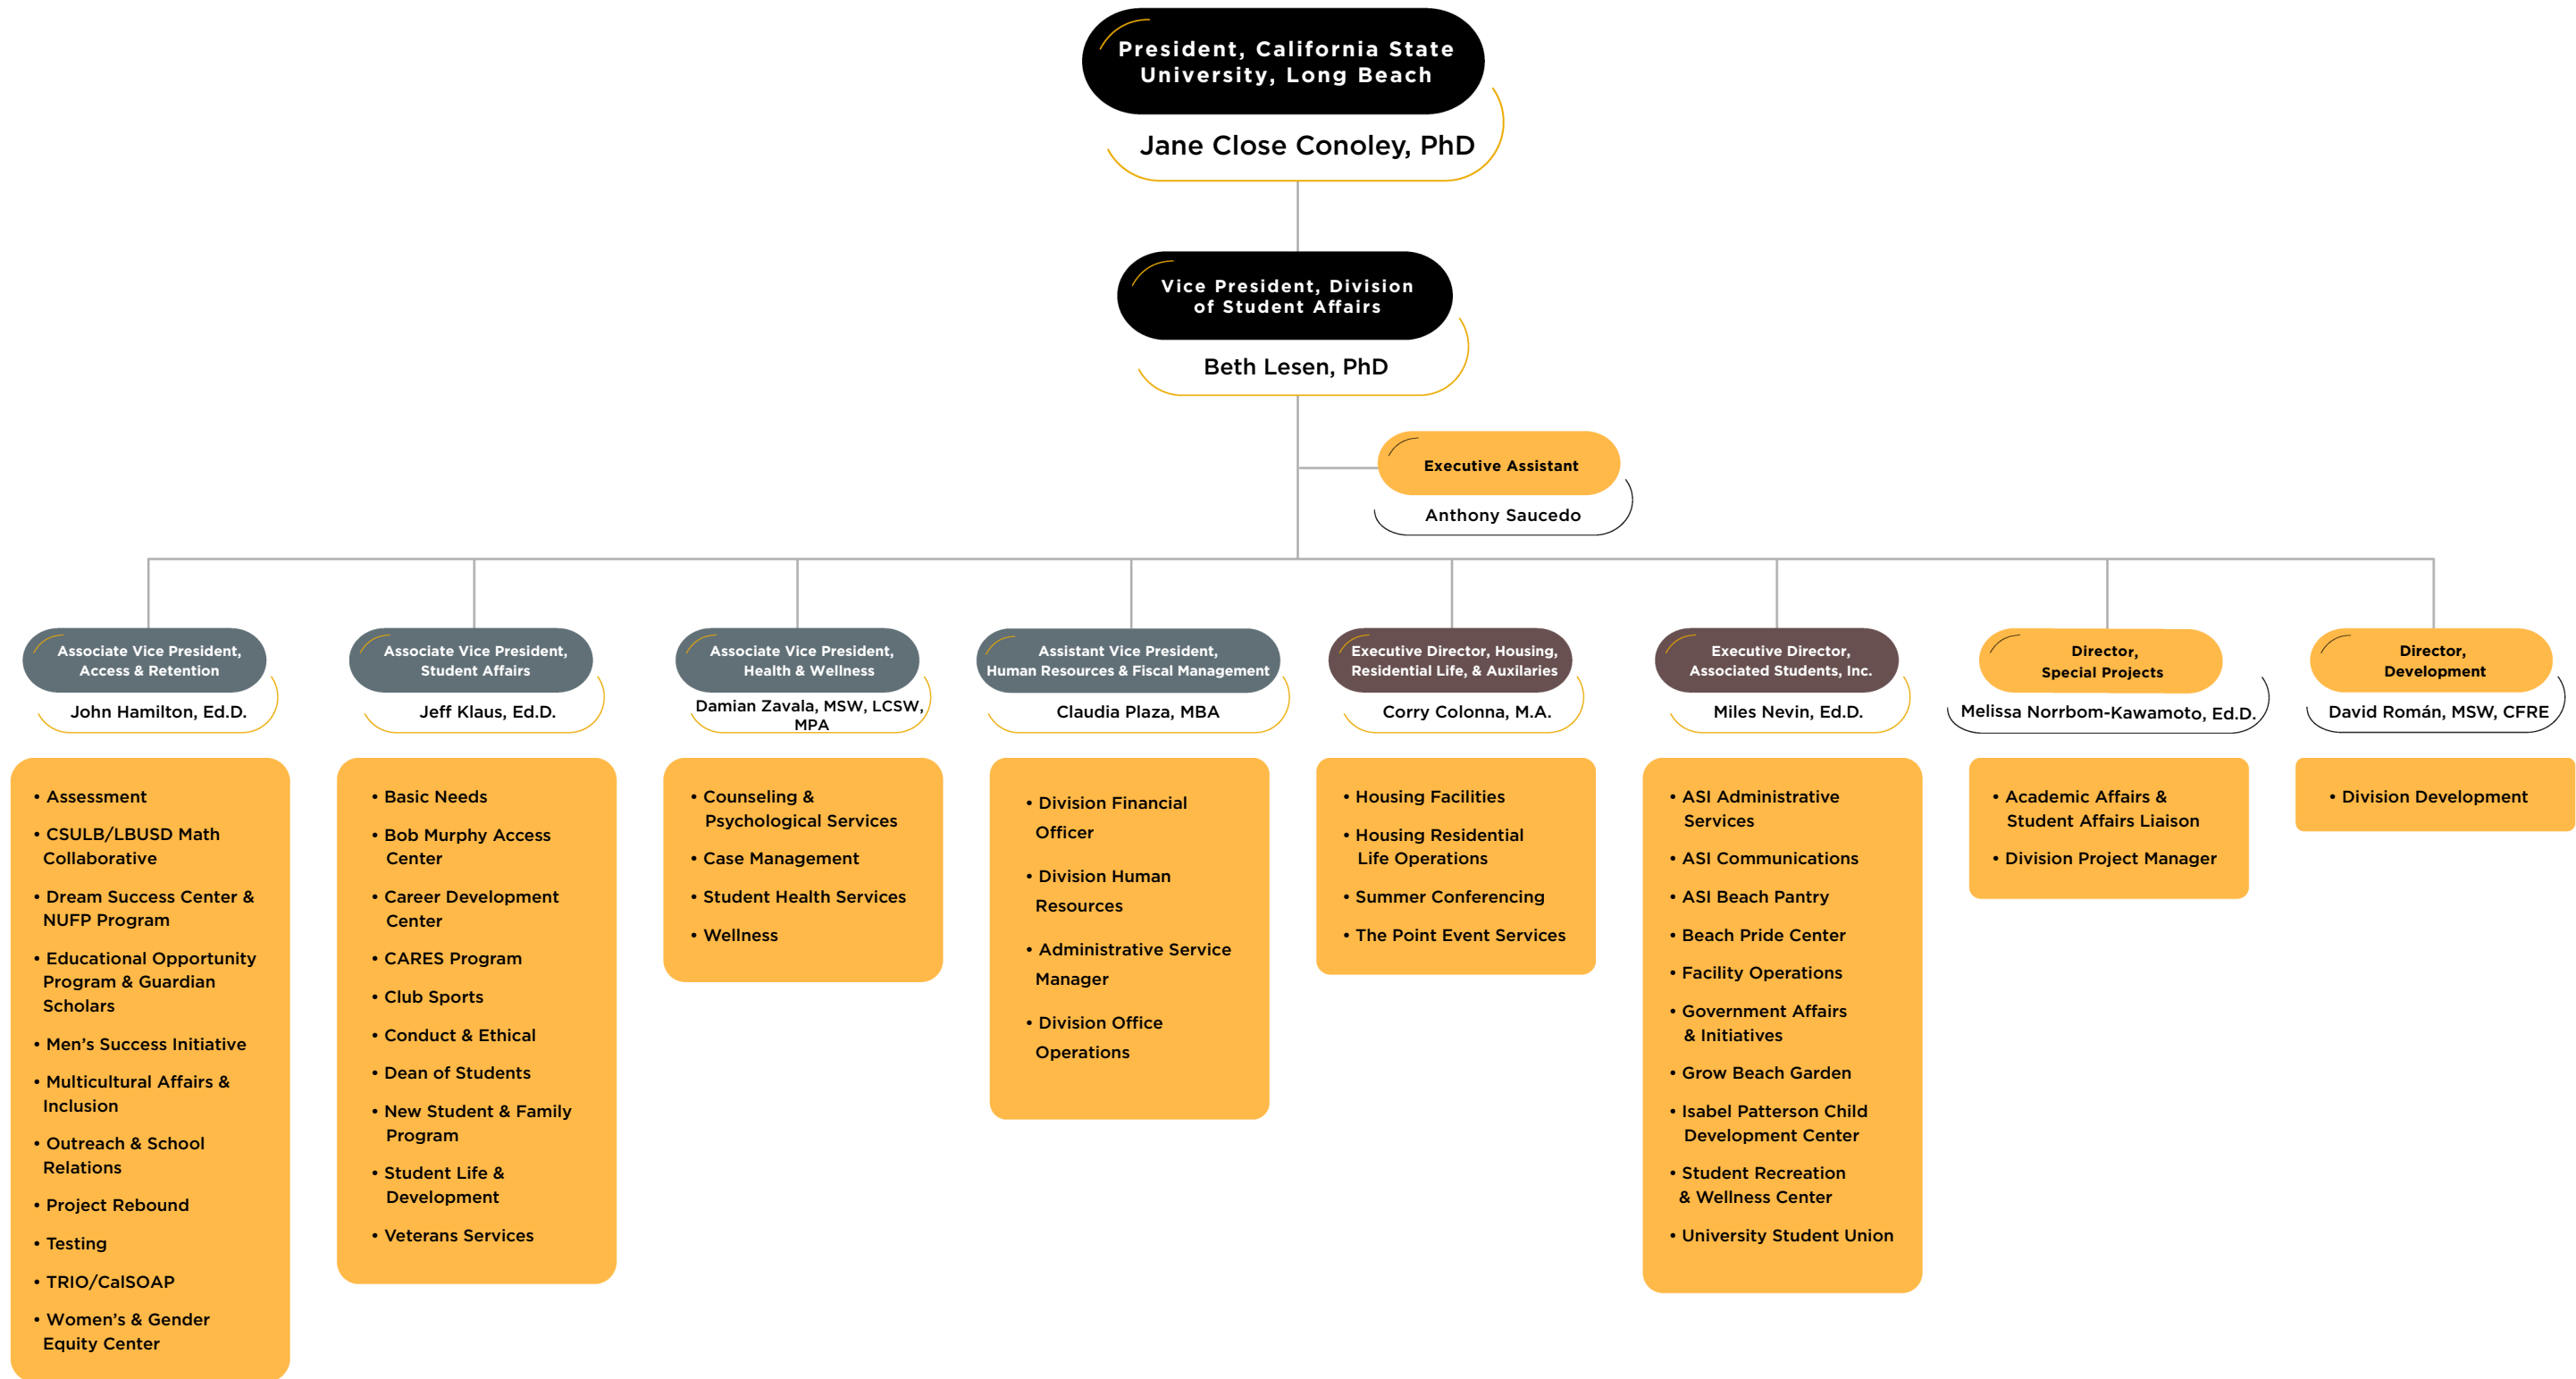 President, California State
University, Long Beach
Jane Close Conoley, PhD
Vice President, Division
of Student Affairs
Beth Lesen, PhD
Executive Assistant
Anthony Saucedo
Associate Vice President,
Access & Retention
John Hamilton, Ed.D.
• Assessment
• CSULB/LBUSD Math
Collaborative
• Dream Success Center &
NUFP Program
• Educational Opportunity
Program & Guardian
Scholars
• Men’s Success Initiative
• Multicultural Affairs &
Inclusion
• Outreach & School
Relations
• Project Rebound
• Testing
• TRIO/CalSOAP
• Women’s & Gender
Equity Center
Associate Vice President,
Student Affairs
Jeff Klaus, Ed.D.
• Basic Needs
• Bob Murphy Access
Center
• Career Development
Center
• CARES Program
• Club Sports
• Conduct & Ethical
• Dean of Students
• New Student & Family
Program
• Student Life &
Development
• Veterans Services
Associate Vice President,
Health & Wellness
Damian Zavala, MSW, LCSW,
MPA
• Counseling &
Psychological Services
• Case Management
• Student Health Services
• Wellness
Assistant Vice President,
Human Resources & Fiscal Management
Claudia Plaza, MBA
• Division Financial
Officer
• Division Human
Resources
• Administrative Service
Manager
• Division Office
Operations
Executive Director, Housing,
Residential Life, & Auxilaries
Corry Colonna, M.A.
• Housing Facilities
• Housing Residential
Life Operations
• Summer Conferencing
• The Point Event Services
Executive Director,
Associated Students, Inc.
Miles Nevin, Ed.D.
• ASI Administrative
Services
• ASI Communications
• ASI Beach Pantry
• Beach Pride Center
• Facility Operations
• Government Affairs
& Initiatives
• Grow Beach Garden
• Isabel Patterson Child
Development Center
• Student Recreation
& Wellness Center
• University Student Union
Director,
Special Projects
Melissa Norrbom-Kawamoto, Ed.D.
• Academic Affairs &
Student Affairs Liaison
• Division Project Manager
Director,
Development
David Román, MSW, CFRE
• Division Development